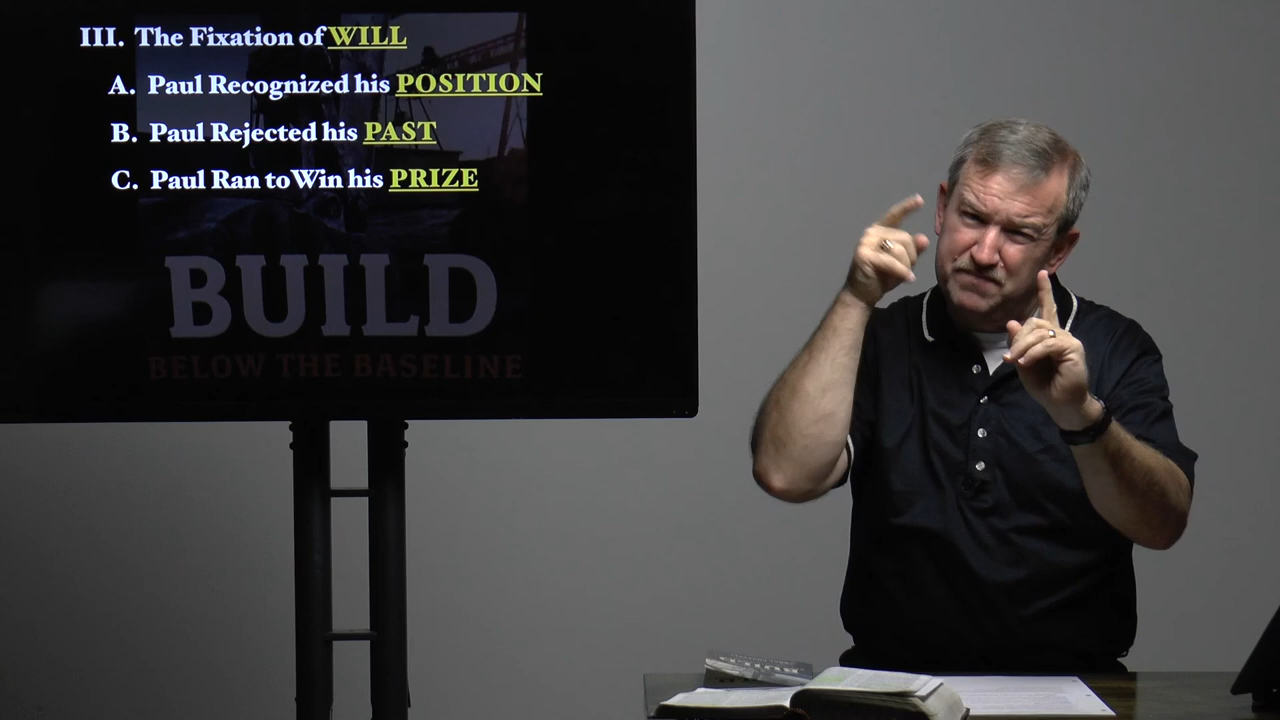 III. The Fixation of WILL
A. Paul Recognized his POSITION
B. Paul Rejected his PAST
C. Paul Ran to Win his PRIZE
BUILD
BELOW THE BASELINE